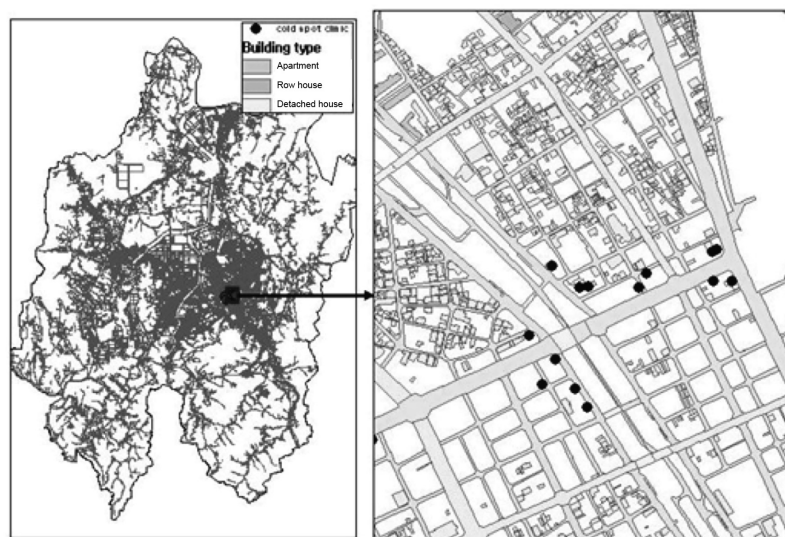 cold spot clinic
Building type
Apartment
Row house
Detached house